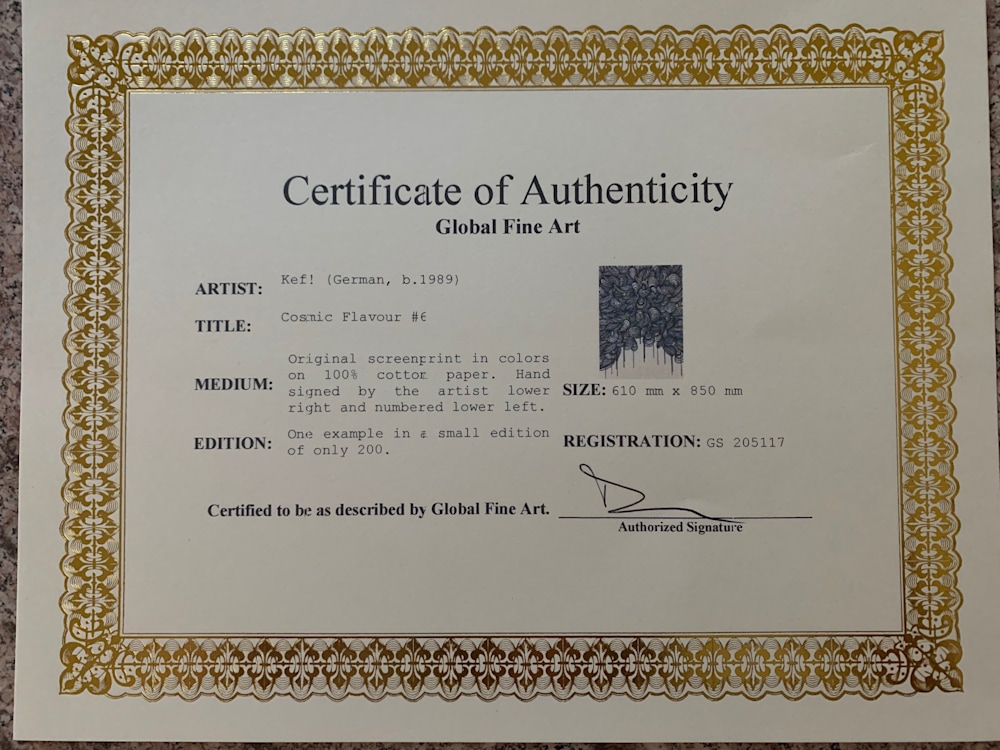 Certificate of Authenticity
Global Fine Art
ARTIST: Kef! (German, b.1989)
TITLE: Cosmic Flavour #6
MEDIUM: Original screenprint in colors
on 100% cotton paper. Hand
signed by the artist lower
right and numbered lower left.
SIZE: 610 mm x 850 mm
EDITION: One example in a small edition
of only 200.
REGISTRATION: GS 205117
Certified to be as described by Global Fine Art.
Authorized Signature